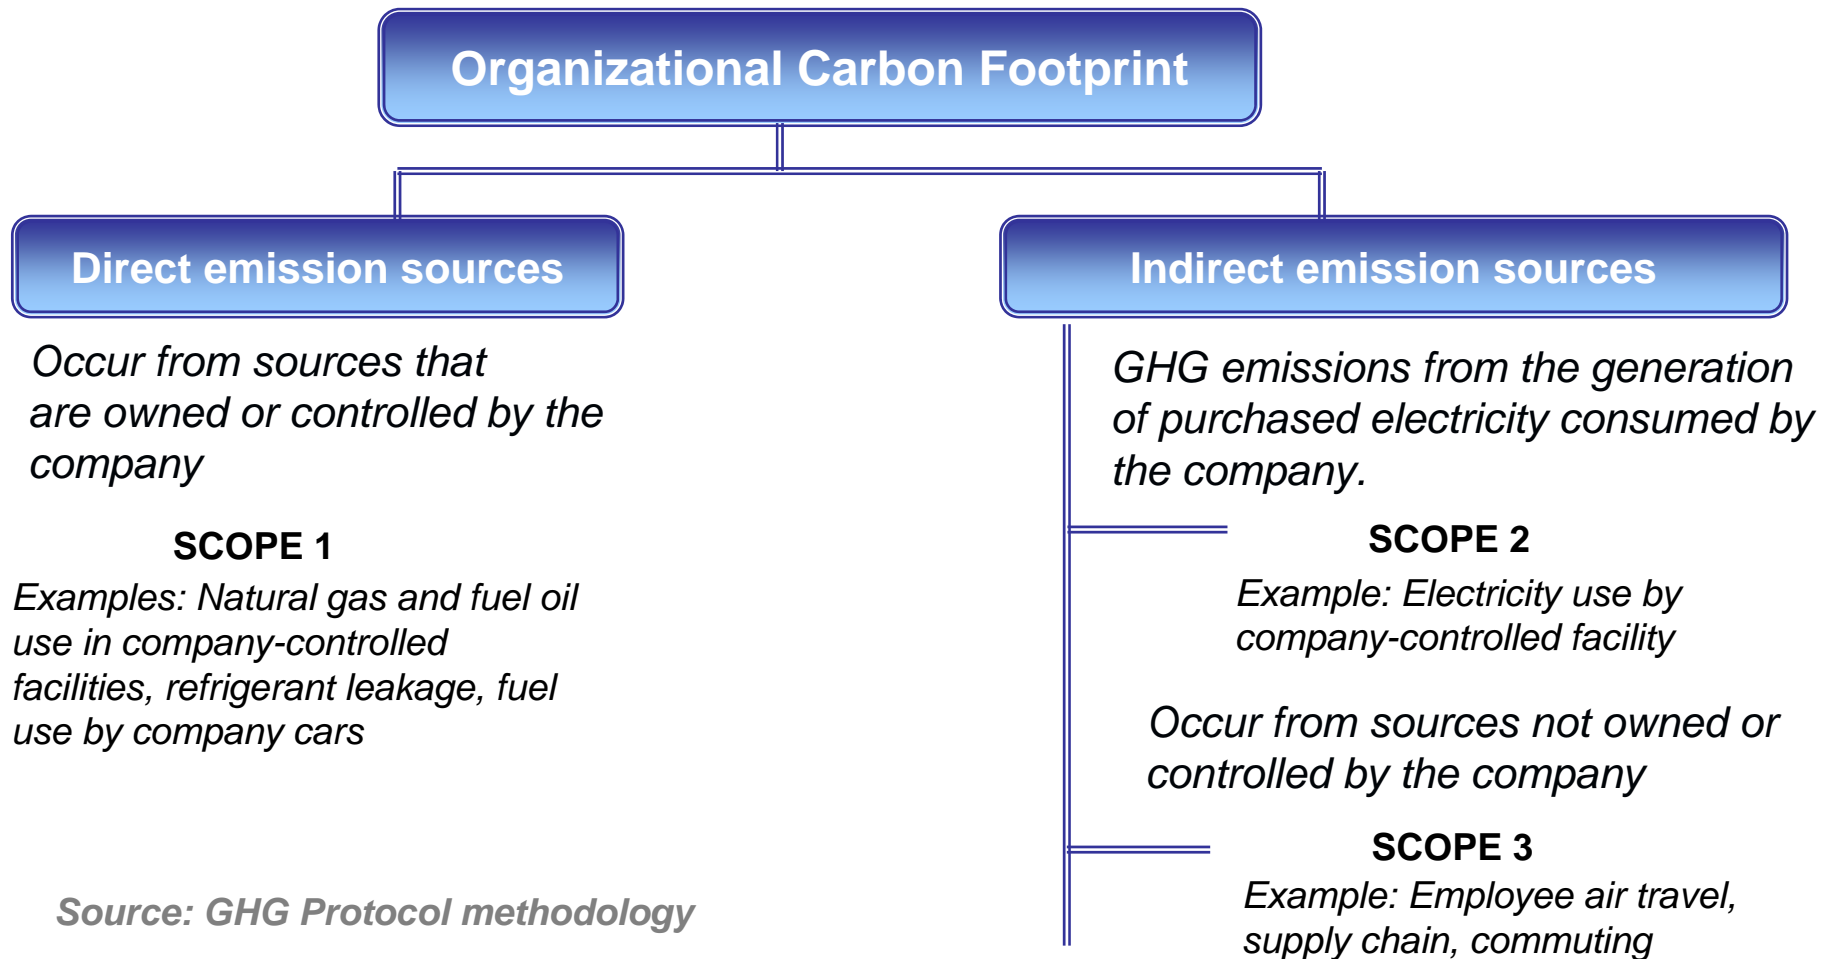 Organizational Carbon Footprint
Direct emission sources
Occur from sources that
are owned or controlled by the
company
SCOPE 1
Examples: Natural gas and fuel oil
use in company-controlled
facilities, refrigerant leakage, fuel
use by company cars
Indirect emission sources
GHG emissions from the generation
of purchased electricity consumed by
the company.
SCOPE 2
Example: Electricity use by
company-controlled facility
Occur from sources not owned or
controlled by the company
SCOPE 3
Example: Employee air travel,
supply chain, commuting
Source: GHG Protocol methodology